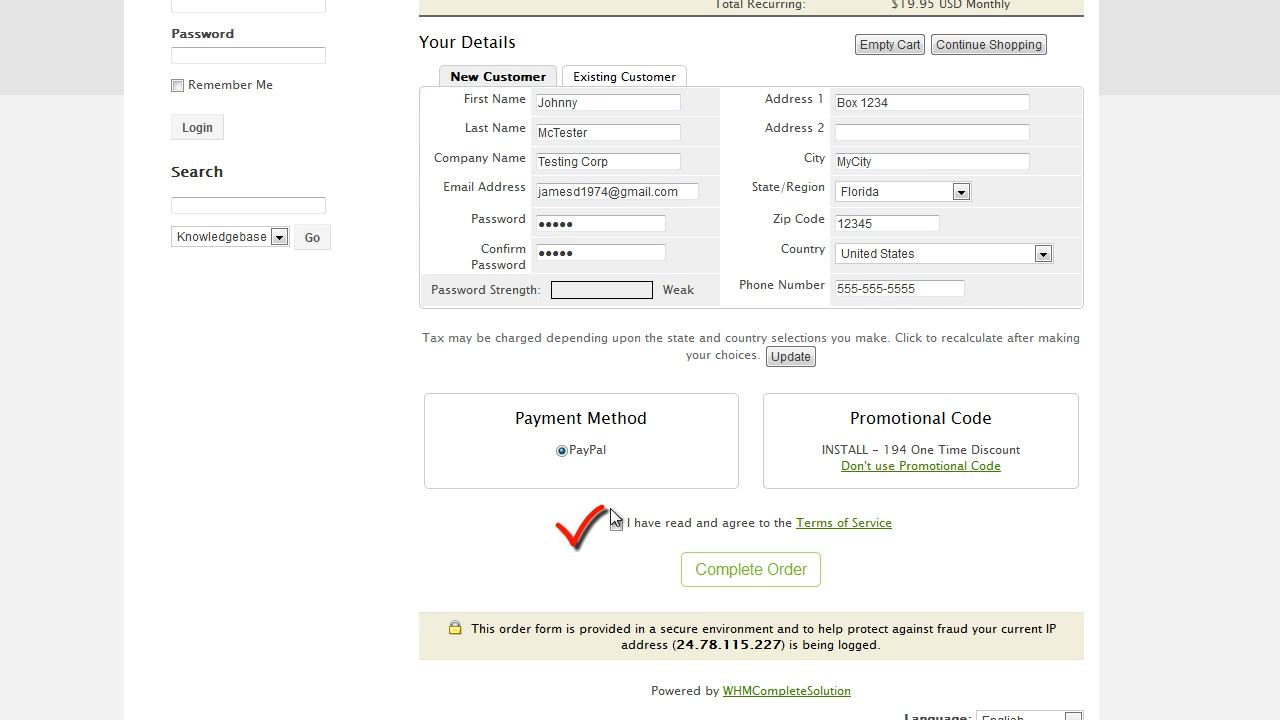 Total Recurring: $19.95 USD Monthly
Password
Remember Me
Login
Search
Knowledgebase Go
Your Details
Empty Cart Continue Shopping
New Customer Existing Customer
First Name Johnny
Last Name McTester
Company Name Testing Corp
Email Address jamesd1974@gmail.com
Password •••••
Confirm
Password •••••
Password Strength: Weak
Address 1 Box 1234
Address 2
City MyCity
State/Region Florida
Zip Code 12345
Country United States
Phone Number 555-555-5555
Tax may be charged depending upon the state and country selections you make. Click to recalculate after making
your choices. Update
Payment Method
PayPal
Promotional Code
INSTALL - 194 One Time Discount
Don't use Promotional Code
I have read and agree to the Terms of Service
Complete Order
This order form is provided in a secure environment and to help protect against fraud your current IP
address (24.78.115.227) is being logged.
Powered by WHMCompleteSolution
Language: English